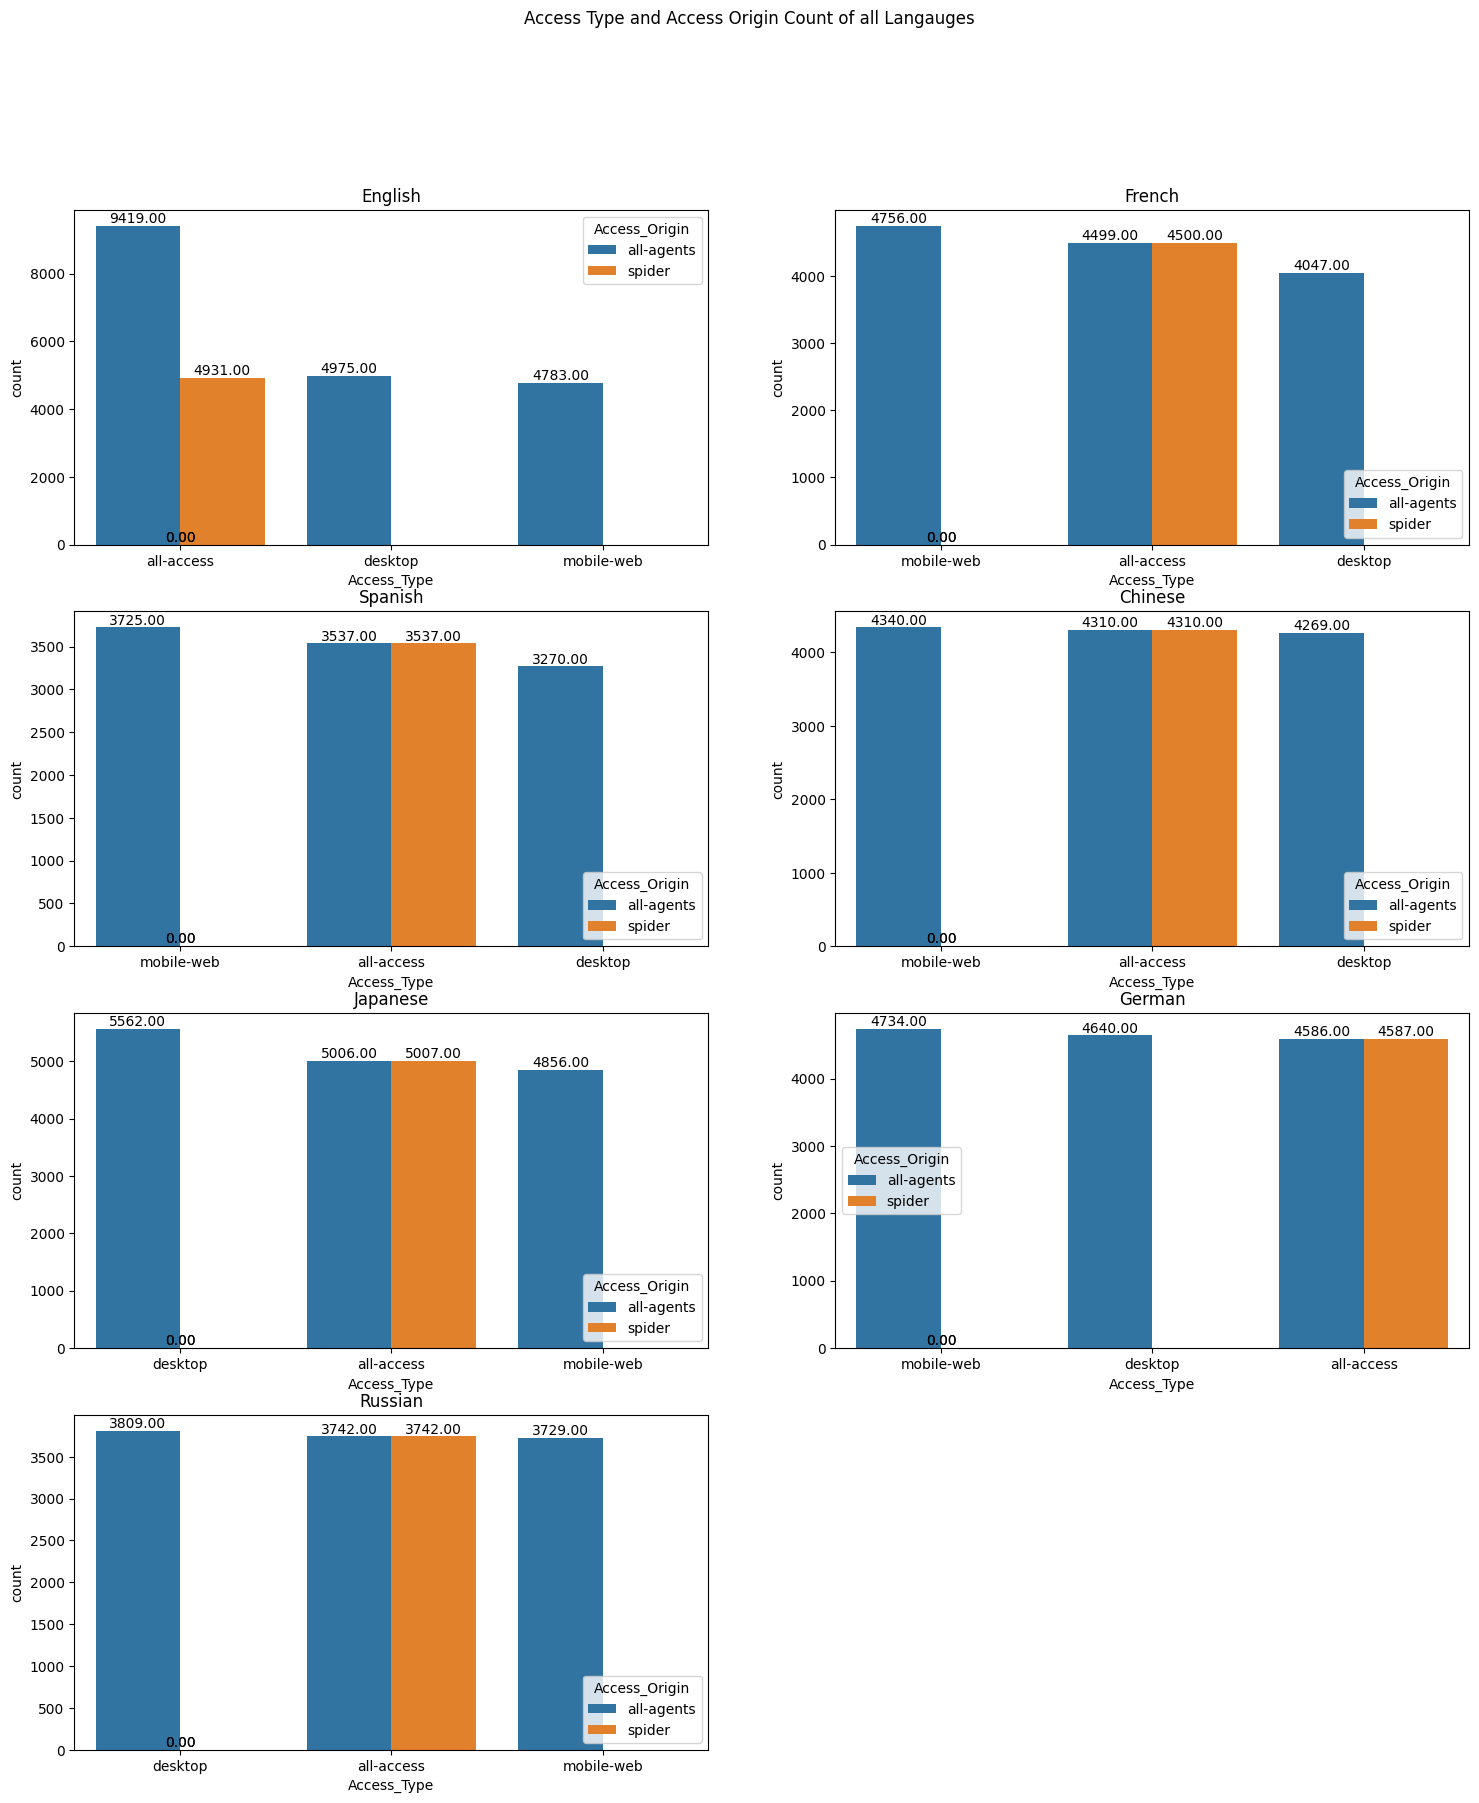 Access Type and Access Origin Count of all Langauges
English
9419.00
4931.00
4975.00
4783.00
0.00
Access_Origin
all-agents
spider
8000
6000
4000
2000
0
count
all-access
desktop
mobile-web
Access_Type
French
4756.00
4499.00
4500.00
4047.00
0.00
Access_Origin
all-agents
spider
4000
3000
2000
1000
0
count
mobile-web
all-access
desktop
Access_Type
Spanish
3725.00
3537.00
3537.00
3270.00
0.00
Access_Origin
all-agents
spider
3500
3000
2500
2000
1500
1000
500
0
count
mobile-web
all-access
desktop
Access_Type
Chinese
4340.00
4310.00
4310.00
4269.00
0.00
Access_Origin
all-agents
spider
4000
3000
2000
1000
0
count
mobile-web
all-access
desktop
Access_Type
Japanese
5562.00
5006.00
5007.00
4856.00
0.00
Access_Origin
all-agents
spider
5000
4000
3000
2000
1000
0
count
desktop
all-access
mobile-web
Access_Type
German
4734.00
4640.00
4586.00
4587.00
0.00
Access_Origin
all-agents
spider
4000
3000
2000
1000
0
count
mobile-web
desktop
all-access
Access_Type
Russian
3809.00
3742.00
3742.00
3729.00
0.00
Access_Origin
all-agents
spider
3500
3000
2500
2000
1500
1000
500
0
count
desktop
all-access
mobile-web
Access_Type